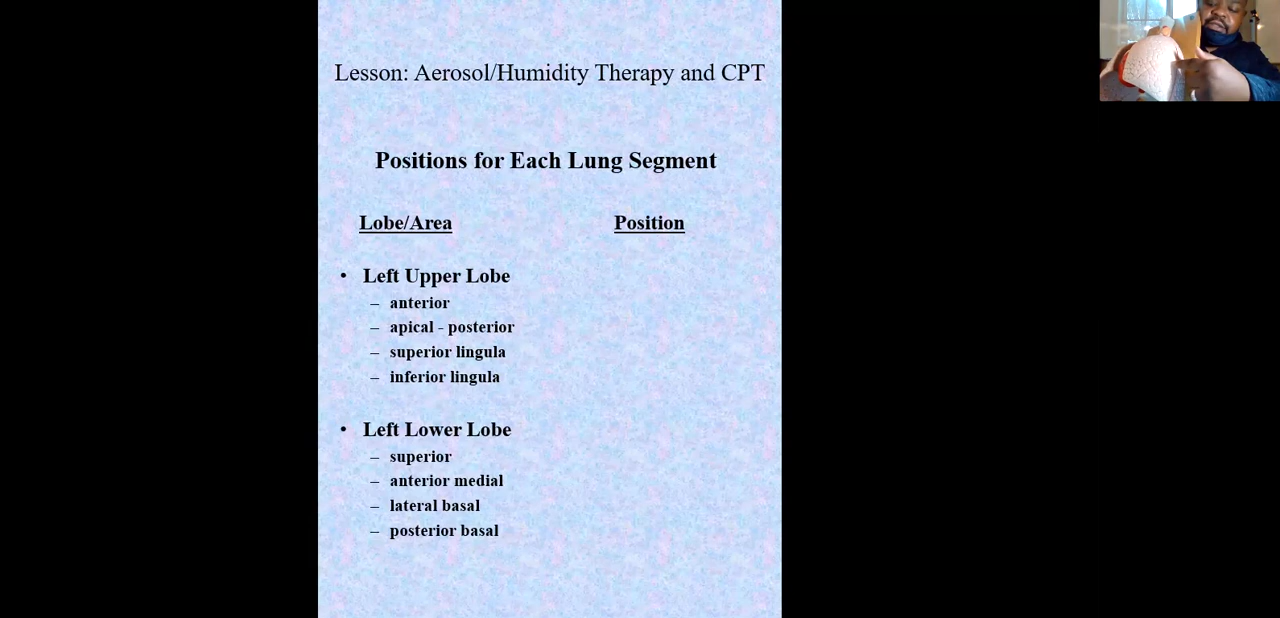 Lesson: Aerosol/Humidity Therapy and CPT
Positions for Each Lung Segment
Lobe/Area Position
• Left Upper Lobe
– anterior
– apical - posterior
– superior lingula
– inferior lingula
• Left Lower Lobe
– superior
– anterior medial
– lateral basal
– posterior basal